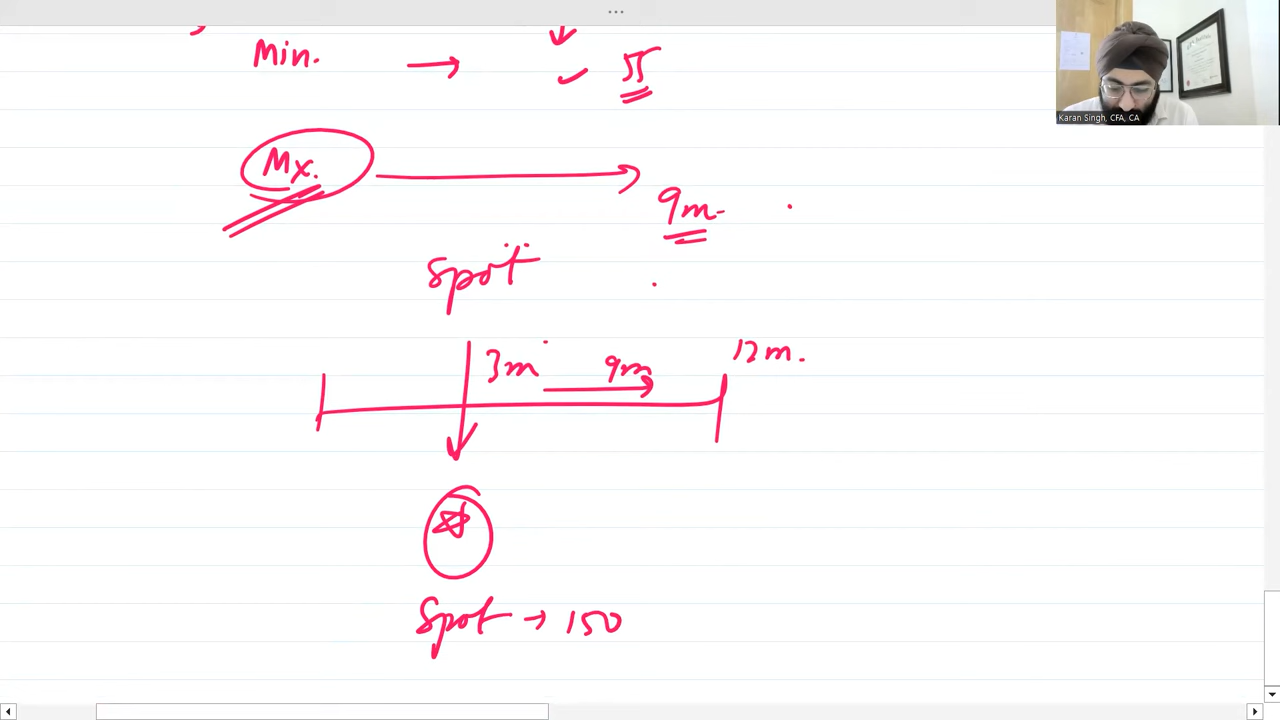 Min. → ↓ ✓ 55
Mx. → 9m.
Spot
3m 9m 12m.
Spot → 150
Karan Singh, CFA, CA